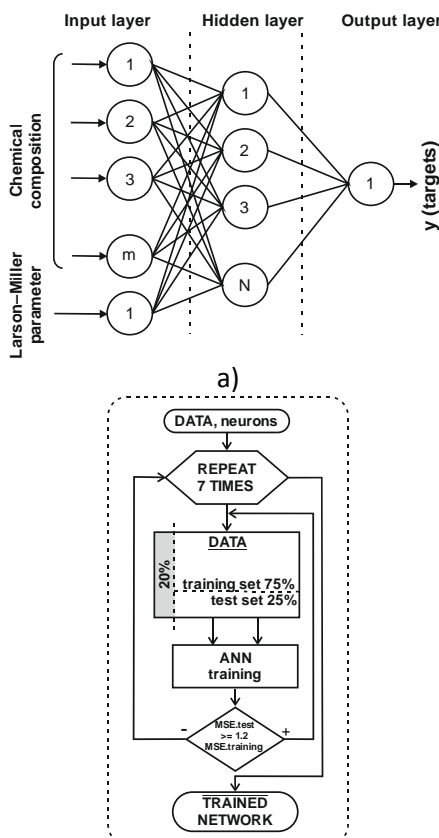 Input layer
Hidden layer
Output layer
Chemical
composition
Larson–Miller
parameter
1
2
3
m
1
1
2
3
N
1
y (targets)
a)
DATA, neurons
REPEAT
7 TIMES
20%
DATA
training set 75%
test set 25%
ANN
training
-
MSE.test
>= 1.2
MSE.training
+
TRAINED
NETWORK